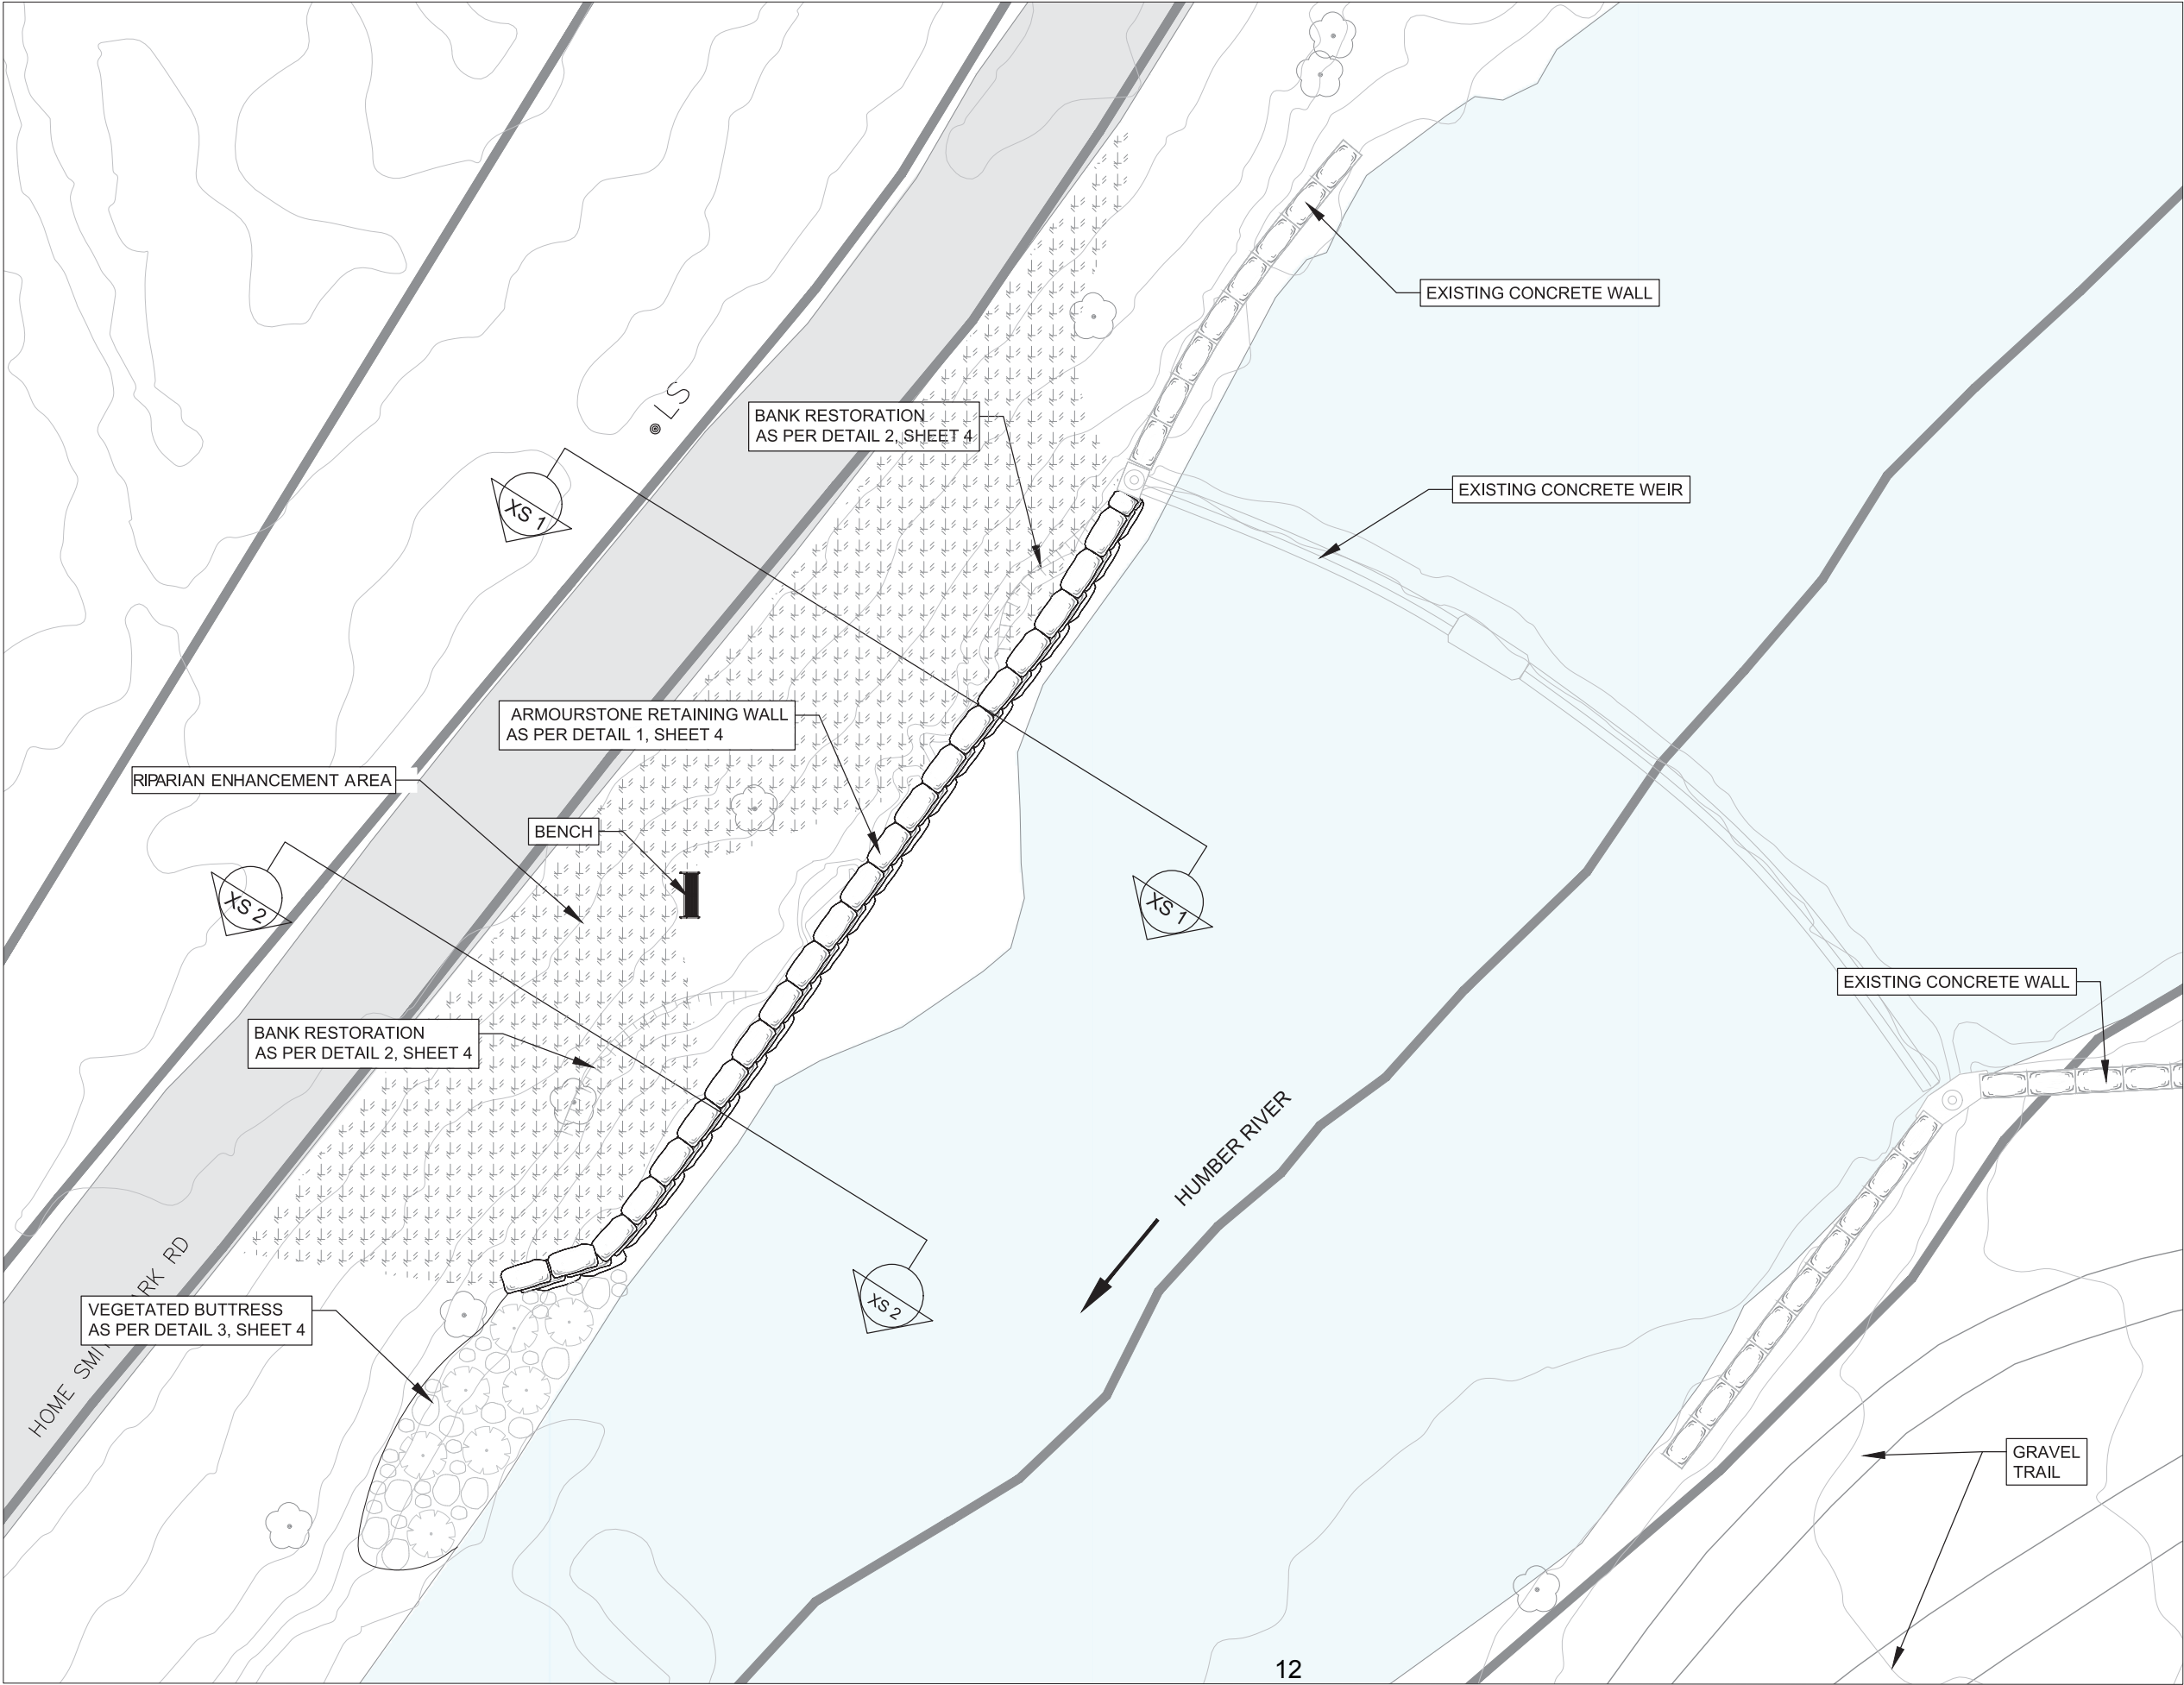 EXISTING CONCRETE WALL
LS
BANK RESTORATION
AS PER DETAIL 2, SHEET 4
XS 1
EXISTING CONCRETE WEIR
ARMOURSTONE RETAINING WALL
AS PER DETAIL 1, SHEET 4
RIPARIAN ENHANCEMENT AREA
BENCH
XS 2
XS 1
EXISTING CONCRETE WALL
BANK RESTORATION
AS PER DETAIL 2, SHEET 4
HUMBER RIVER
XS 2
VEGETATED BUTTRESS
AS PER DETAIL 3, SHEET 4
HOME SMI ARK RD
GRAVEL
TRAIL
12